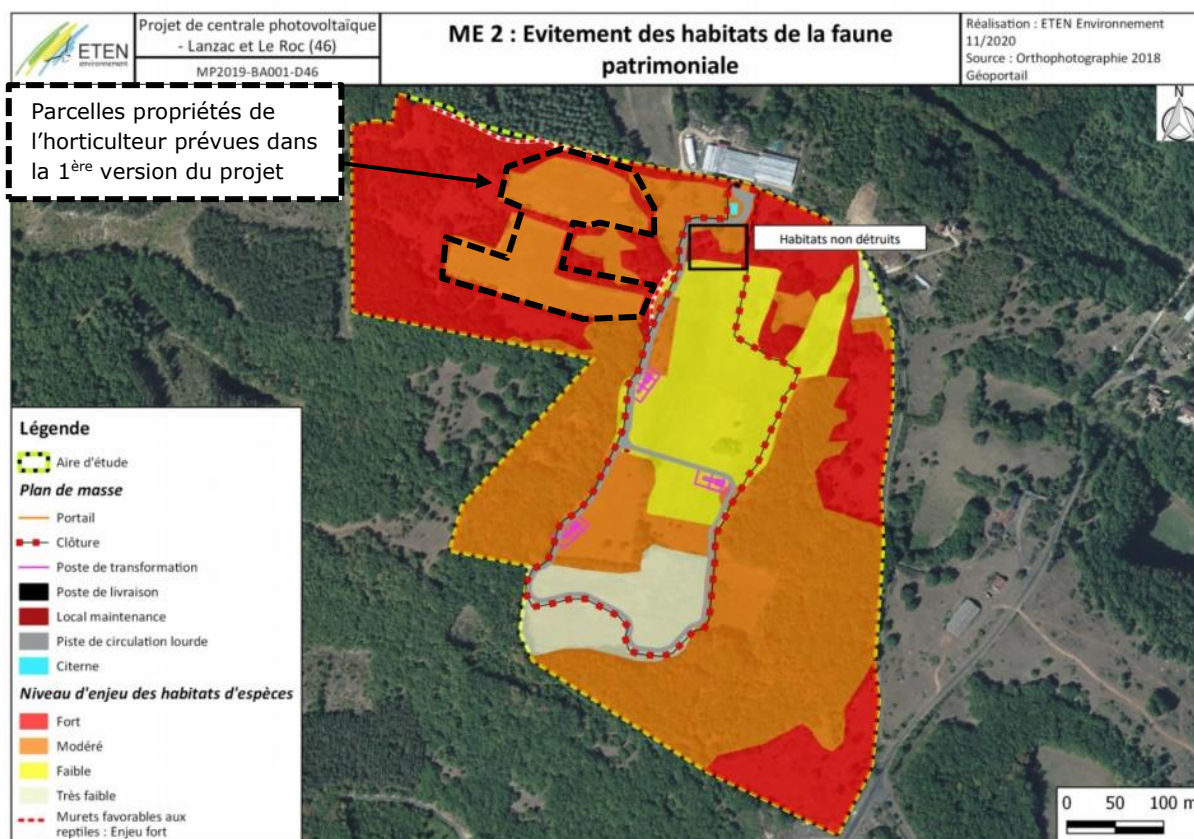 ETEN
environnement
Projet de centrale photovoltaïque
- Lanzac et Le Roc (46)
MP2019-BA001-D46
ME 2 : Evitement des habitats de la faune
patrimoniale
Réalisation : ETEN Environnement
11/2020
Source : Orthophotographie 2018
Géoportail
Parcelles propriétés de
l'horticulteur prévues dans
la 1ère version du projet
N
Habitats non détruits
Légende
Aire d'étude
Plan de masse
Portail
Clôture
Poste de transformation
Poste de livraison
Local maintenance
Piste de circulation lourde
Citerne
Niveau d'enjeu des habitats d'espèces
Fort
Modéré
Faible
Très faible
Murets favorables aux
reptiles : Enjeu fort
0 50 100 m